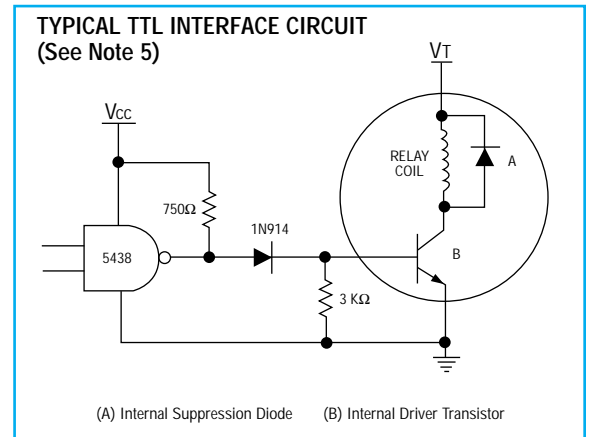 TYPICAL TTL INTERFACE CIRCUIT
(See Note 5)
VT
Vcc
RELAY
COIL
A
750Ω
1N914
5438
B
3 KΩ
(A) Internal Suppression Diode (B) Internal Driver Transistor